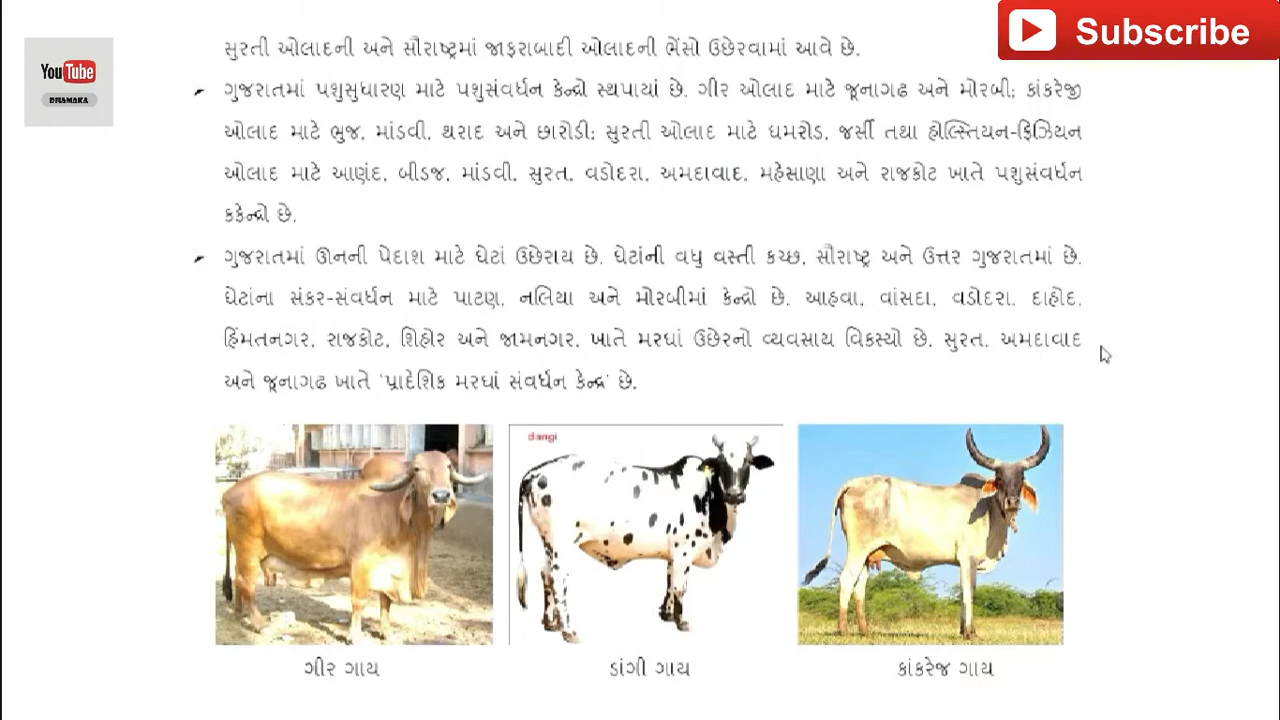 Subscribe
YouTube
DHAMAKA
સુરતી ઓલાદની અને સૌરાષ્ટ્રમાં જાફરાબાદી ઓલાદની ભેંસો ઉછેરવામાં આવે છે.
ગુજરાતમાં પશુસુધારણ માટે પશુસંવર્ધન કેન્દ્રો સ્થપાયાં છે. ગીર ઓલાદ માટે જૂનાગઢ અને મોરબી; કાંકરેજી
ઓલાદ માટે ભુજ, માંડવી, થરાદ અને છારોડી; સુરતી ઓલાદ માટે ધમરોડ, જર્સી તથા હોલ્સ્તિયન-ફ્રિઝિયન
ઓલાદ માટે આણંદ, બીડજ, માંડવી, સુરત, વડોદરા, અમદાવાદ, મહેસાણા અને રાજકોટ ખાતે પશુસંવર્ધન
કકેન્દ્રો છે.
ગુજરાતમાં ઊનની પેદાશ માટે ઘેટાં ઉછેરાય છે. ઘેટાંની વધુ વસ્તી કચ્છ, સૌરાષ્ટ્ર અને ઉત્તર ગુજરાતમાં છે.
ઘેટાંના સંકર-સંવર્ધન માટે પાટણ, નલિયા અને મોરબીમાં કેન્દ્રો છે. આહવા, વાંસદા, વડોદરા, દાહોદ,
હિંમતનગર, રાજકોટ, શિહોર અને જામનગર, ખાતે મરઘાં ઉછેરનો વ્યવસાય વિકસ્યો છે. સુરત, અમદાવાદ
અને જૂનાગઢ ખાતે 'પ્રાદેશિક મરઘાં સંવર્ધન કેન્દ્ર' છે.
dangi
ગીર ગાય
ડાંગી ગાય
કાંકરેજ ગાય